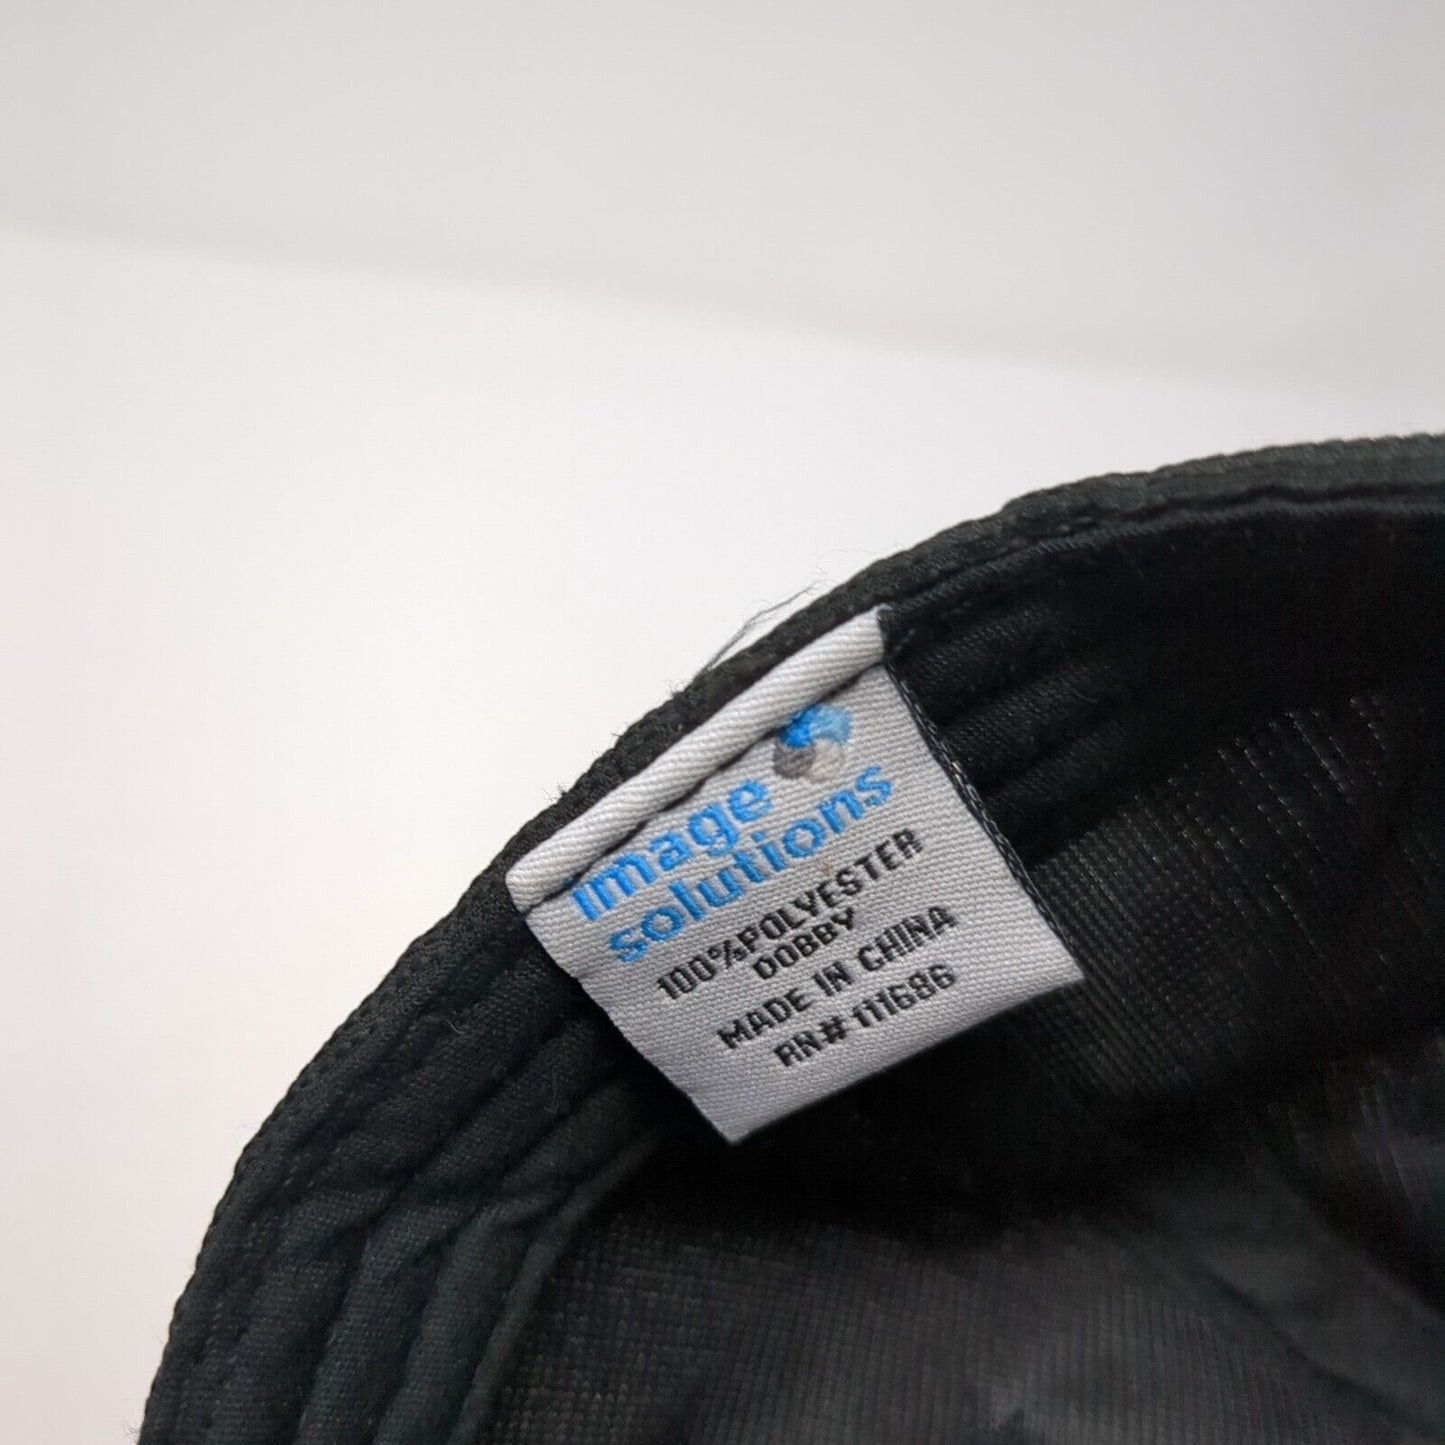 image
solutions
100%POLYESTER
DOBBY
MADE IN CHINA
RN# 111686